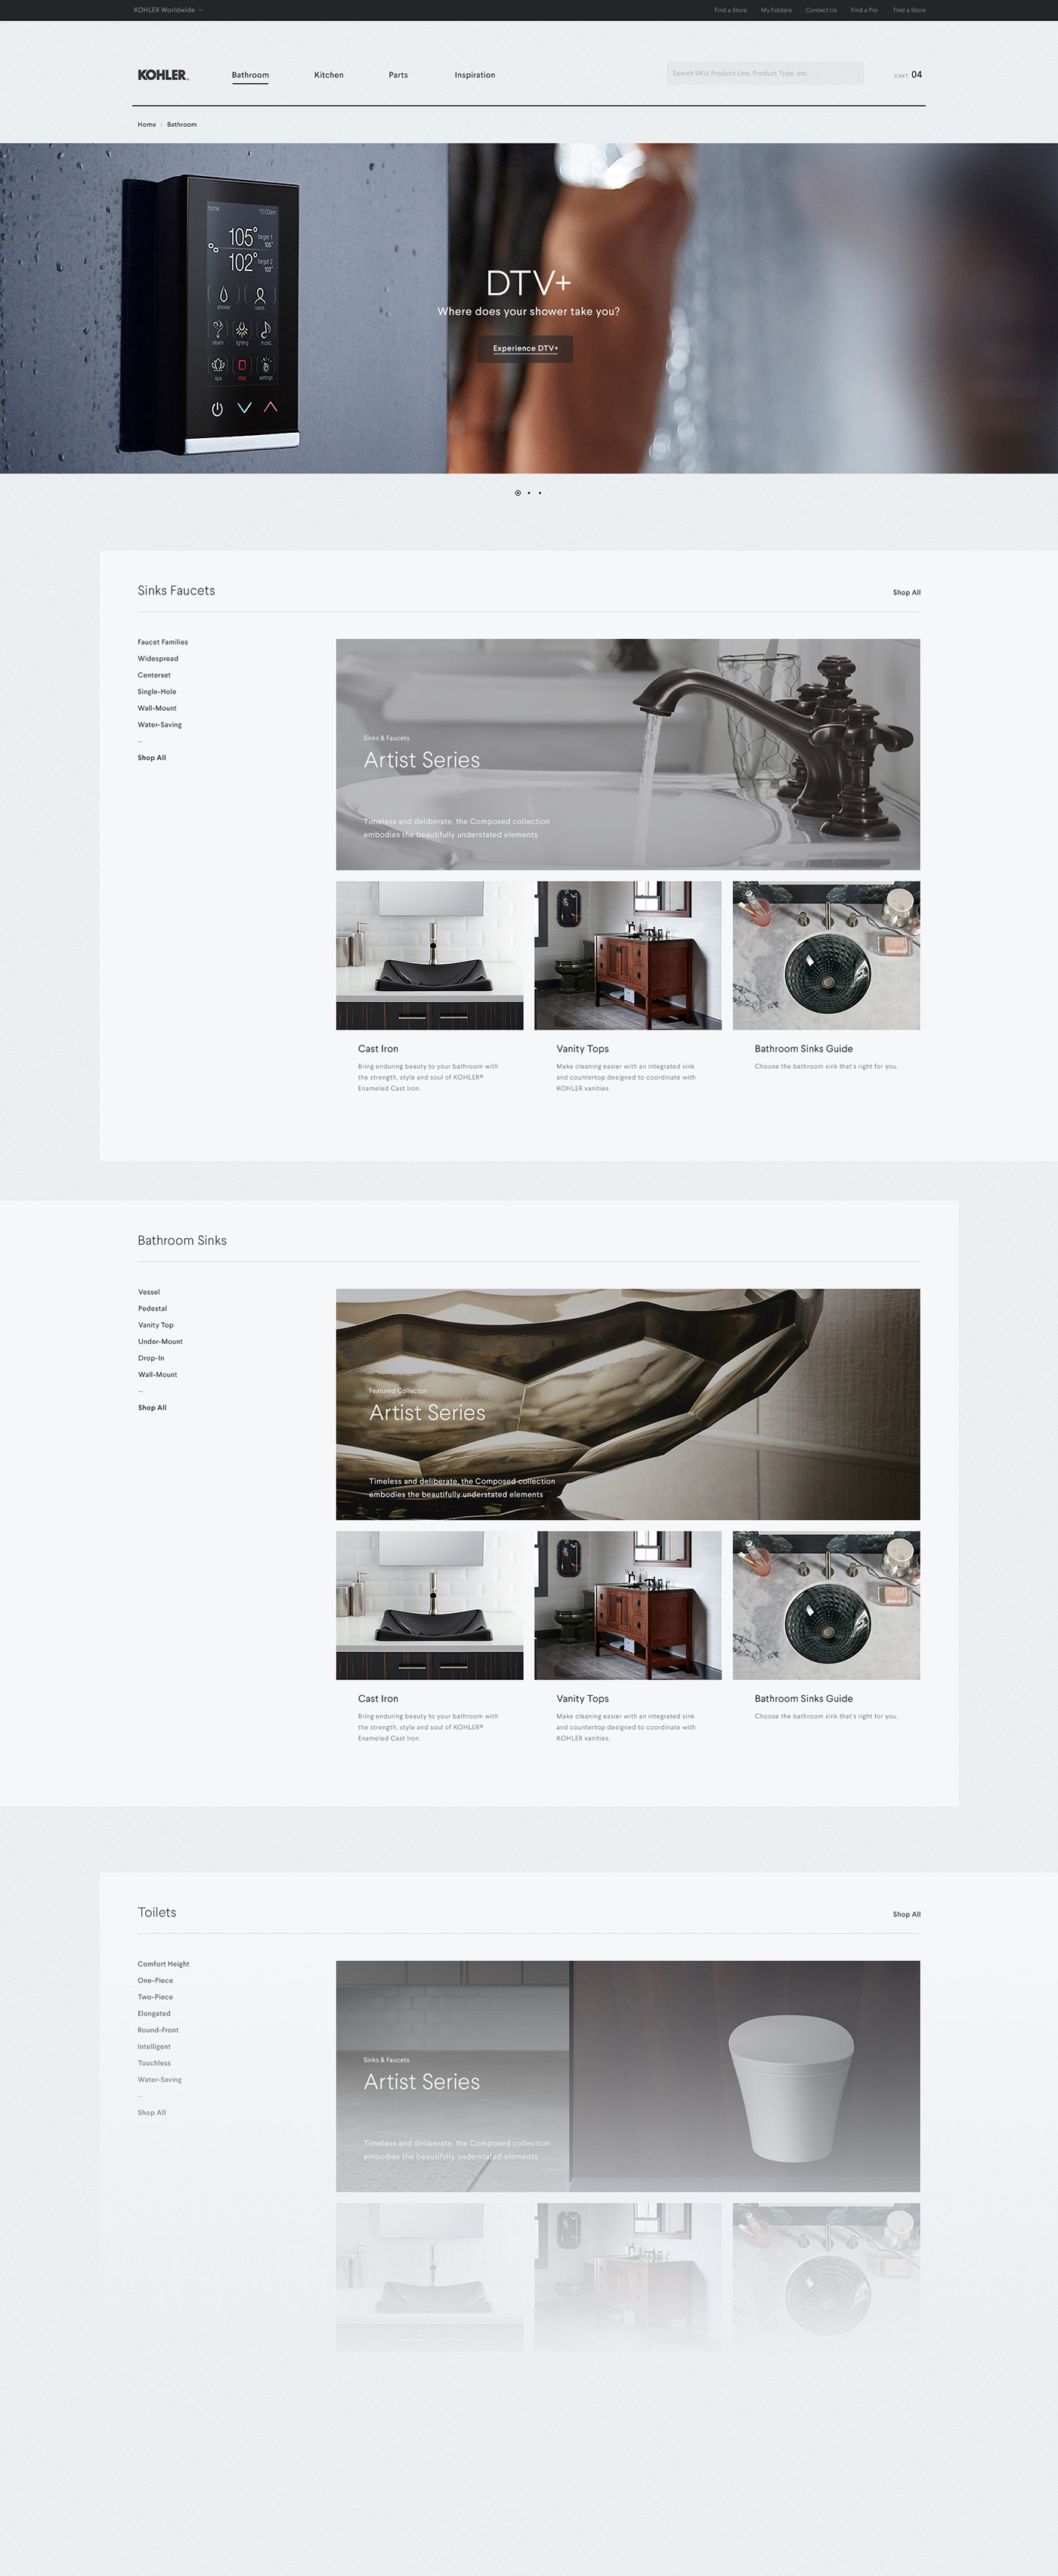 KOHLER Worldwide
Find a Store
My Folders
Contact Us
Find a Pro
Find a Store
KOHLER.
Bathroom
Kitchen
Parts
Inspiration
Search SKU, Product Line, Product Type, etc.
CART 04
Home
Bathroom
home 10:00am
105° target 1 105°
102° target 2 102°
shower
users
steam
lighting
music
spa
stop
settings
DTV+
Where does your shower take you?
Experience DTV+
Sinks Faucets
Shop All
Faucet Families
Widespread
Centerset
Single-Hole
Wall-Mount
Water-Saving
—
Shop All
Sinks & Faucets
Artist Series
Timeless and deliberate, the Composed collection
embodies the beautifully understated elements
Cast Iron
Bring enduring beauty to your bathroom with
the strength, style and soul of KOHLER®
Enameled Cast Iron.
Vanity Tops
Make cleaning easier with an integrated sink
and countertop designed to coordinate with
KOHLER vanities.
Bathroom Sinks Guide
Choose the bathroom sink that's right for you.
Bathroom Sinks
Vessel
Pedestal
Vanity Top
Under-Mount
Drop-In
Wall-Mount
—
Shop All
Featured Collecton
Artist Series
Timeless and deliberate, the Composed collection
embodies the beautifully understated elements
Cast Iron
Bring enduring beauty to your bathroom with
the strength, style and soul of KOHLER®
Enameled Cast Iron.
Vanity Tops
Make cleaning easier with an integrated sink
and countertop designed to coordinate with
KOHLER vanities.
Bathroom Sinks Guide
Choose the bathroom sink that's right for you.
Toilets
Shop All
Comfort Height
One-Piece
Two-Piece
Elongated
Round-Front
Intelligent
Touchless
Water-Saving
—
Shop All
Sinks & Faucets
Artist Series
Timeless and deliberate, the Composed collection
embodies the beautifully understated elements